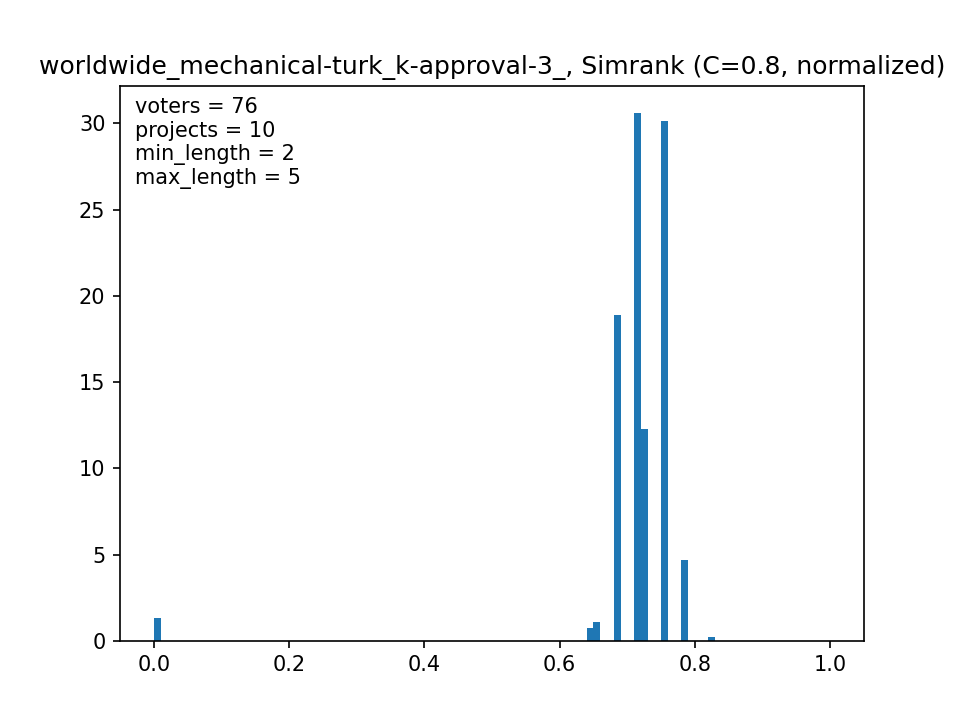 worldwide_mechanical-turk_k-approval-3_, Simrank (C=0.8, normalized)
voters = 76
projects = 10
min_length = 2
max_length = 5
30
25
20
15
10
5
0
0.0 0.2 0.4 0.6 0.8 1.0